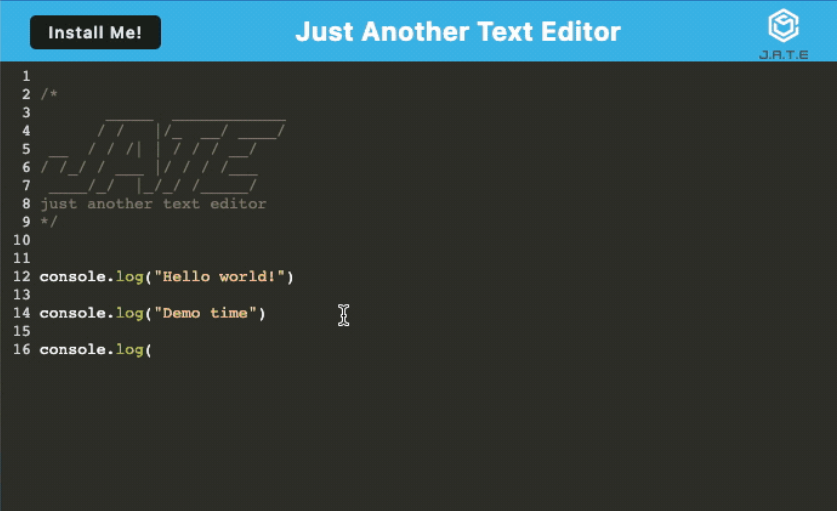 Install Me!
Just Another Text Editor
J.A.T.E
1
2 /*
3       ______  ______________
4      / /   |/_  __/ ____/
5  __  / / /| | / / / __/
6 / /_/ / ___ |/ / / /___
7 \____/_/  |_/_/ /_____/
8 just another text editor
9 */
10
11
12 console.log("Hello world!")
13
14 console.log("Demo time")
15
16 console.log(